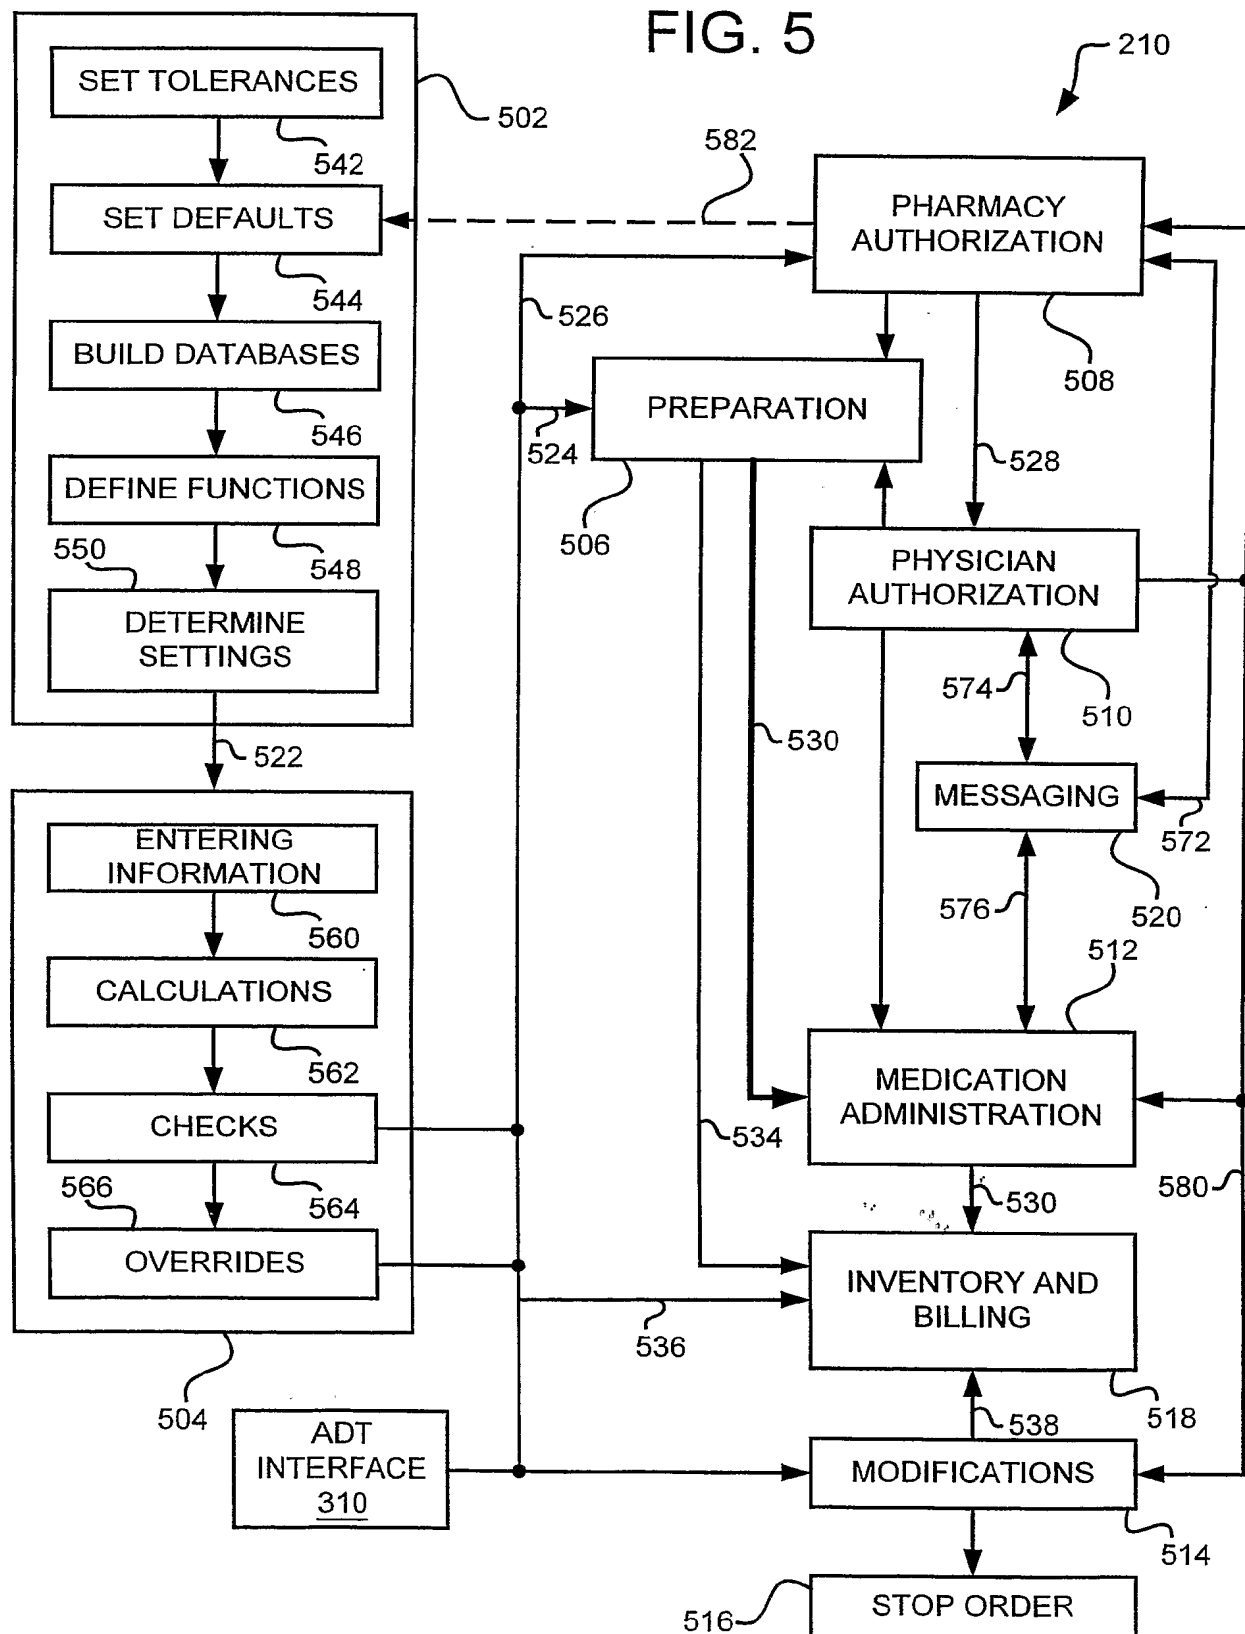 FIG. 5
210
SET TOLERANCES
502
542
582
PHARMACY
AUTHORIZATION
SET DEFAULTS
544
526
508
BUILD DATABASES
546
PREPARATION
524
506
528
DEFINE FUNCTIONS
548
550
PHYSICIAN
AUTHORIZATION
DETERMINE
SETTINGS
574
510
522
530
MESSAGING
572
520
ENTERING
INFORMATION
560
576
512
CALCULATIONS
562
MEDICATION
ADMINISTRATION
CHECKS
564
534
580
566
530
OVERRIDES
INVENTORY AND
BILLING
536
504
518
538
ADT
INTERFACE
310
MODIFICATIONS
514
516
STOP ORDER